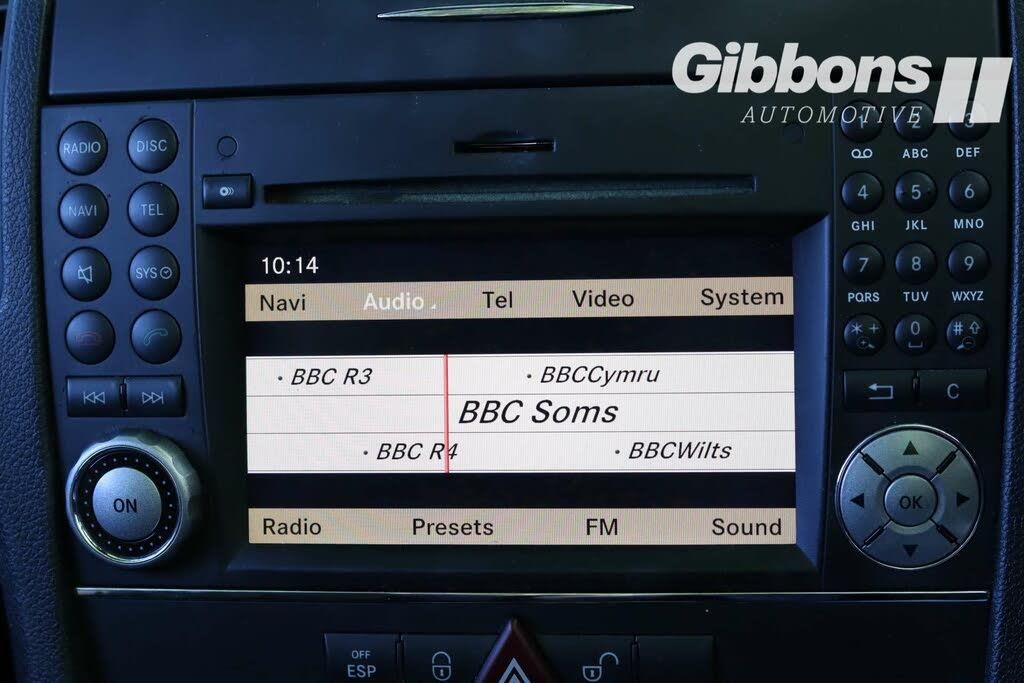 Gibbons
AUTOMOTIVE
RADIO
DISC
NAVI
TEL
SYS
ON
10:14
Navi Audio Tel Video System
• BBC R3 • BBCCymru
BBC Soms
• BBC R4 • BBCWilts
Radio Presets FM Sound
1 2 3
ABC DEF
4 5 6
GHI JKL MNO
7 8 9
PQRS TUV WXYZ
* + 0 #
C
OK
OFF
ESP